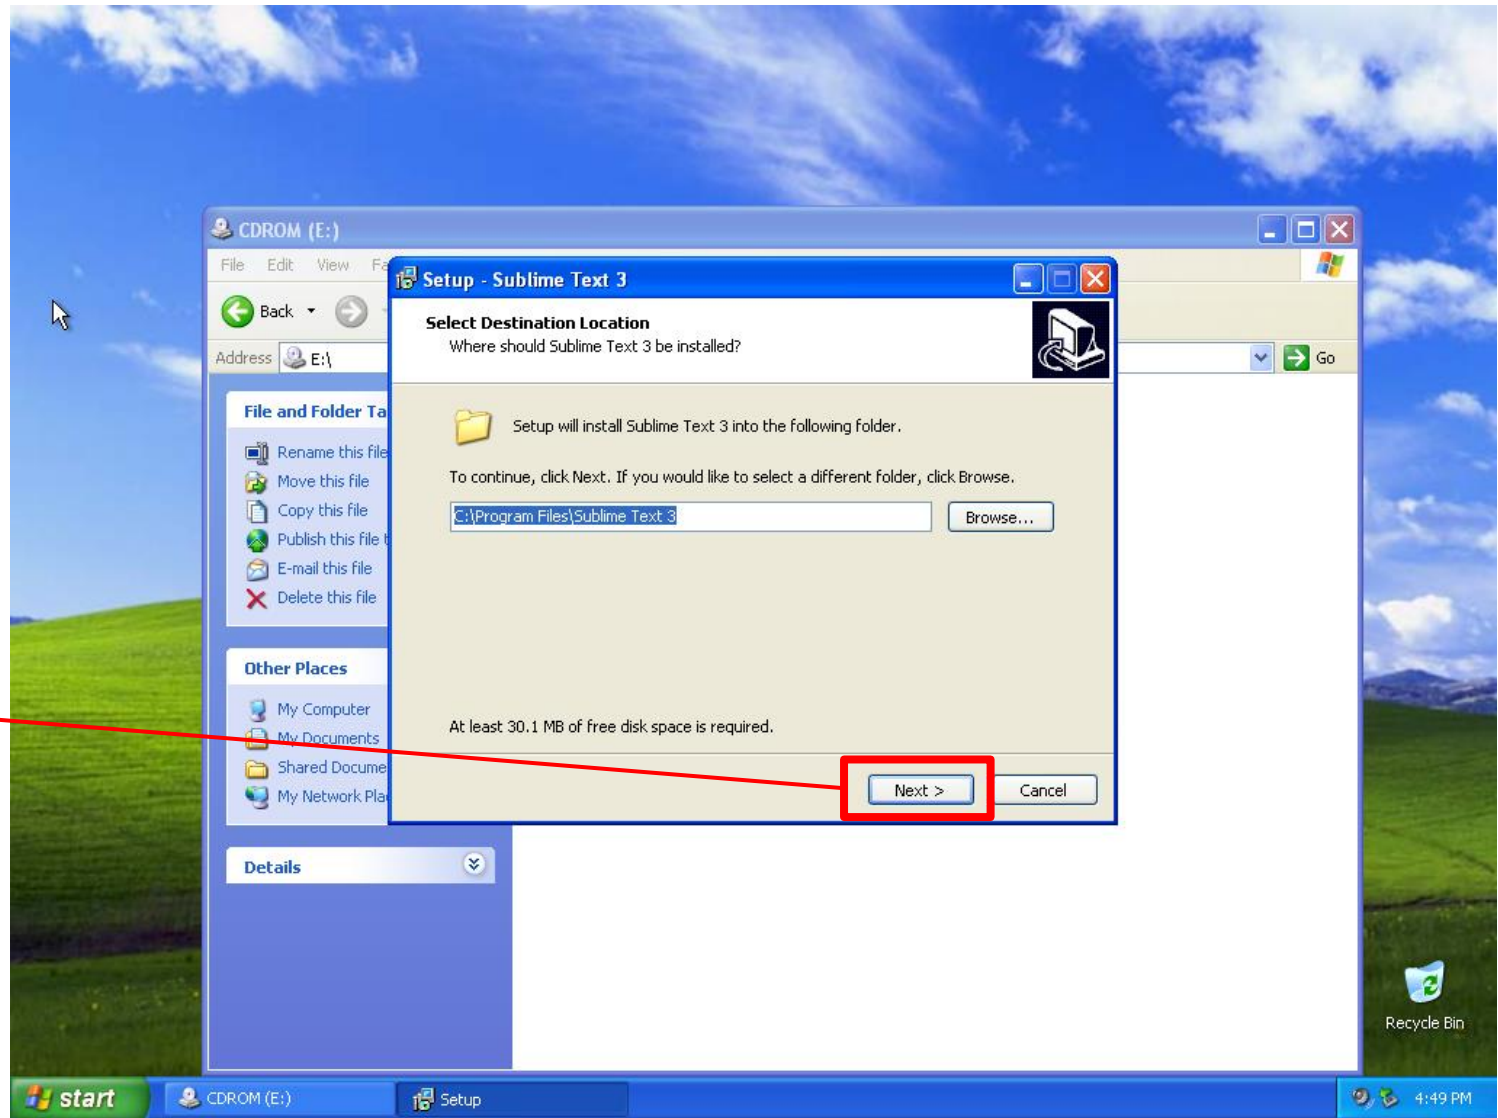 CDROM (E:)
File Edit View Fa
Back
Address E:\
Go
File and Folder Ta
Rename this file
Move this file
Copy this file
Publish this file t
E-mail this file
Delete this file
Other Places
My Computer
My Documents
Shared Docume
My Network Pla
Details
Setup - Sublime Text 3
Select Destination Location
Where should Sublime Text 3 be installed?
Setup will install Sublime Text 3 into the following folder.
To continue, click Next. If you would like to select a different folder, click Browse.
C:\Program Files\Sublime Text 3
Browse...
At least 30.1 MB of free disk space is required.
Next >
Cancel
Recycle Bin
start
CDROM (E:)
Setup
4:49 PM